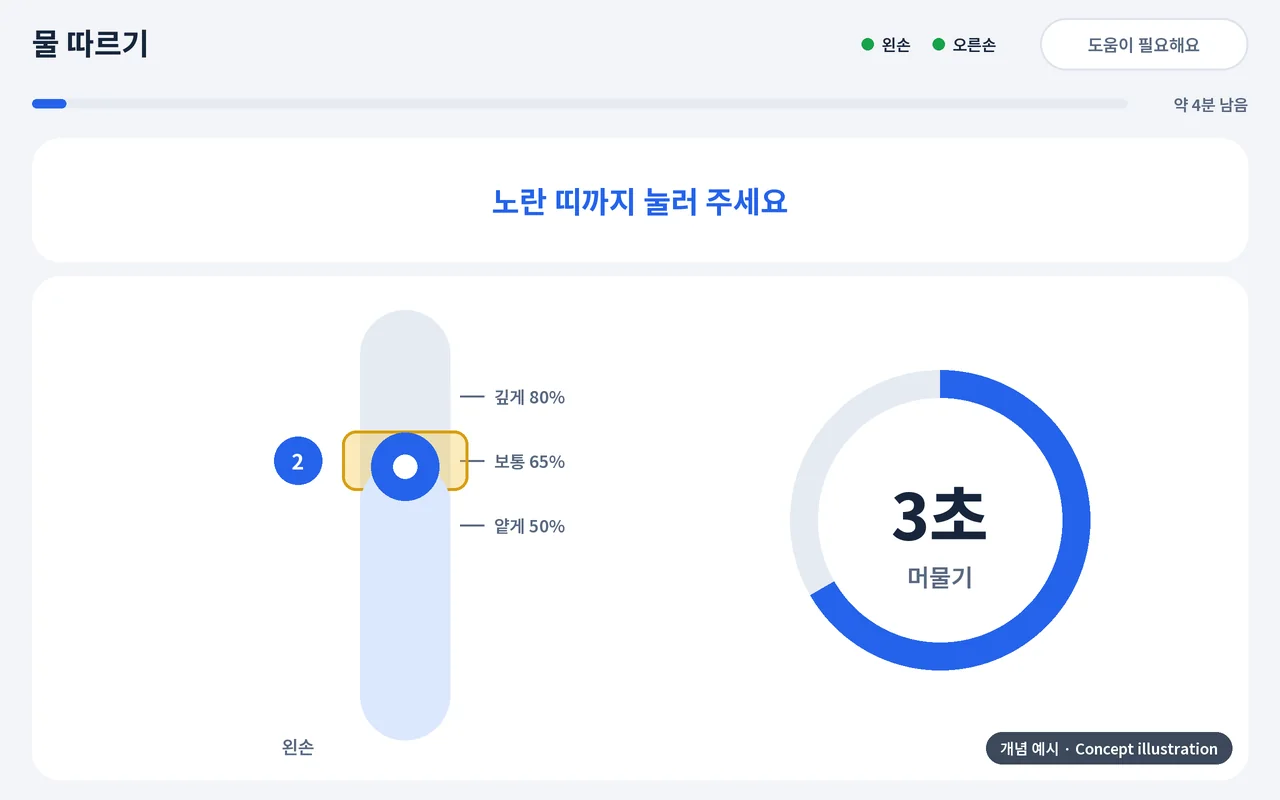 물 따르기
왼손
오른손
도움이 필요해요
약 4분 남음
노란 띠까지 눌러 주세요
깊게 80%
2
보통 65%
얕게 50%
왼손
3초
머물기
개념 예시 · Concept illustration